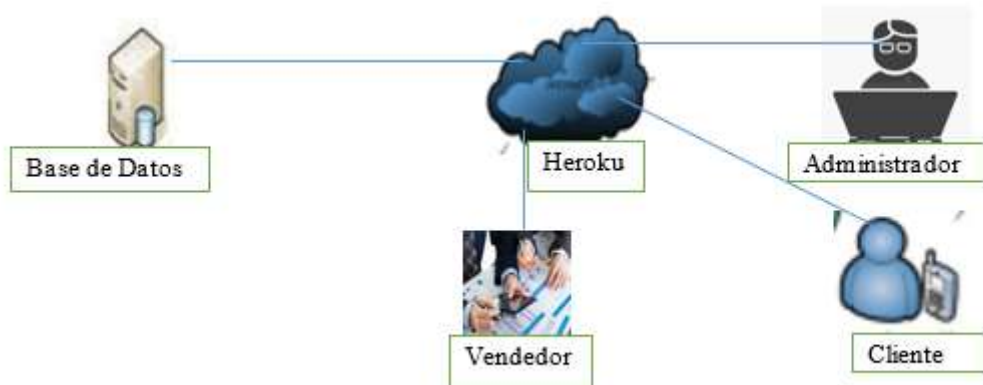 Base de Datos
Heroku
Administrador
Vendedor
Cliente